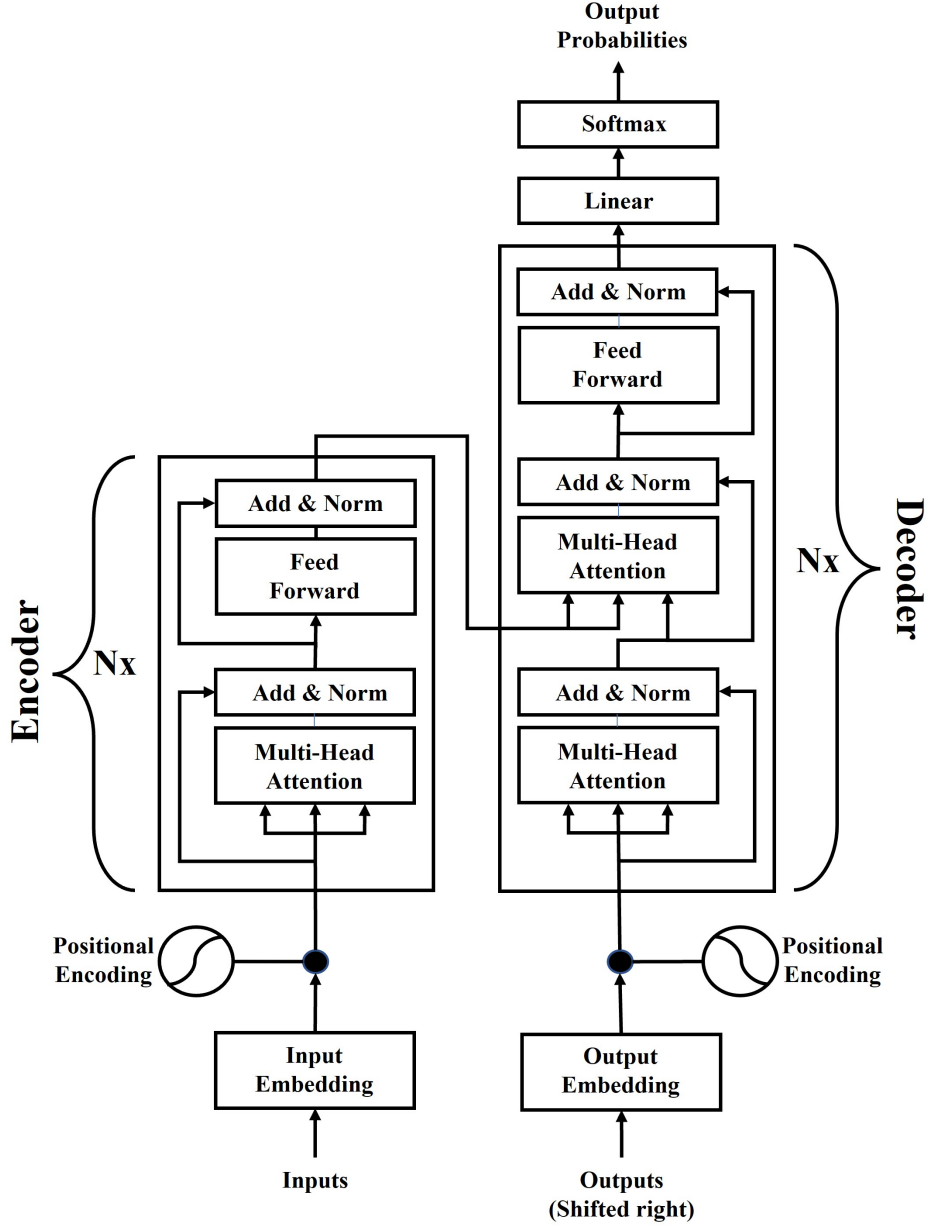 Output
Probabilities
Softmax
Linear
Add & Norm
Feed
Forward
Add & Norm
Multi-Head
Attention
Nx
Decoder
Add & Norm
Multi-Head
Attention
Add & Norm
Feed
Forward
Encoder
Nx
Add & Norm
Multi-Head
Attention
Positional
Encoding
Positional
Encoding
Input
Embedding
Output
Embedding
Inputs
Outputs
(Shifted right)